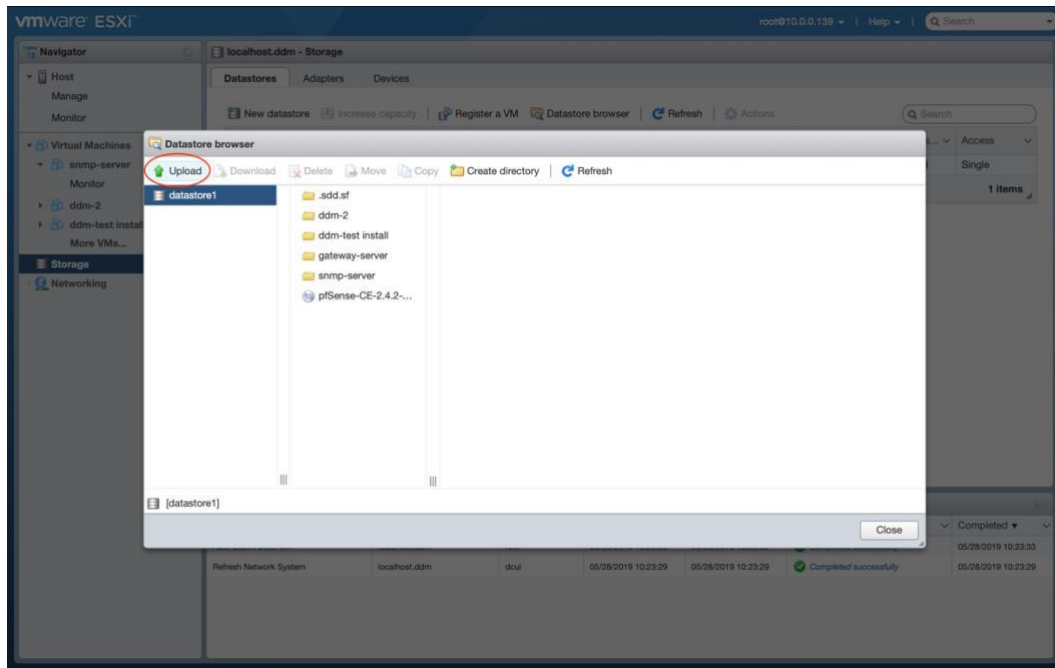 vmware ESXi™
root@10.0.0.139 | Help | Search
Navigator
localhost.ddm - Storage
Host
Manage
Monitor
Datastores Adapters Devices
New datastore Increase capacity | Register a VM Datastore browser | Refresh | Actions
Search
Virtual Machines
snmp-server
Monitor
ddm-2
ddm-test instal
More VMs...
Storage
Networking
Access
Single
1 items
Datastore browser
Upload Download Delete Move Copy Create directory | Refresh
datastore1
.sdd.sf
ddm-2
ddm-test install
gateway-server
snmp-server
pfSense-CE-2.4.2-...
[datastore1]
Close
Completed ▼
05/28/2019 10:23:33
Refresh Network System localhost.ddm dcui 05/28/2019 10:23:29 05/28/2019 10:23:29 Completed successfully 05/28/2019 10:23:29